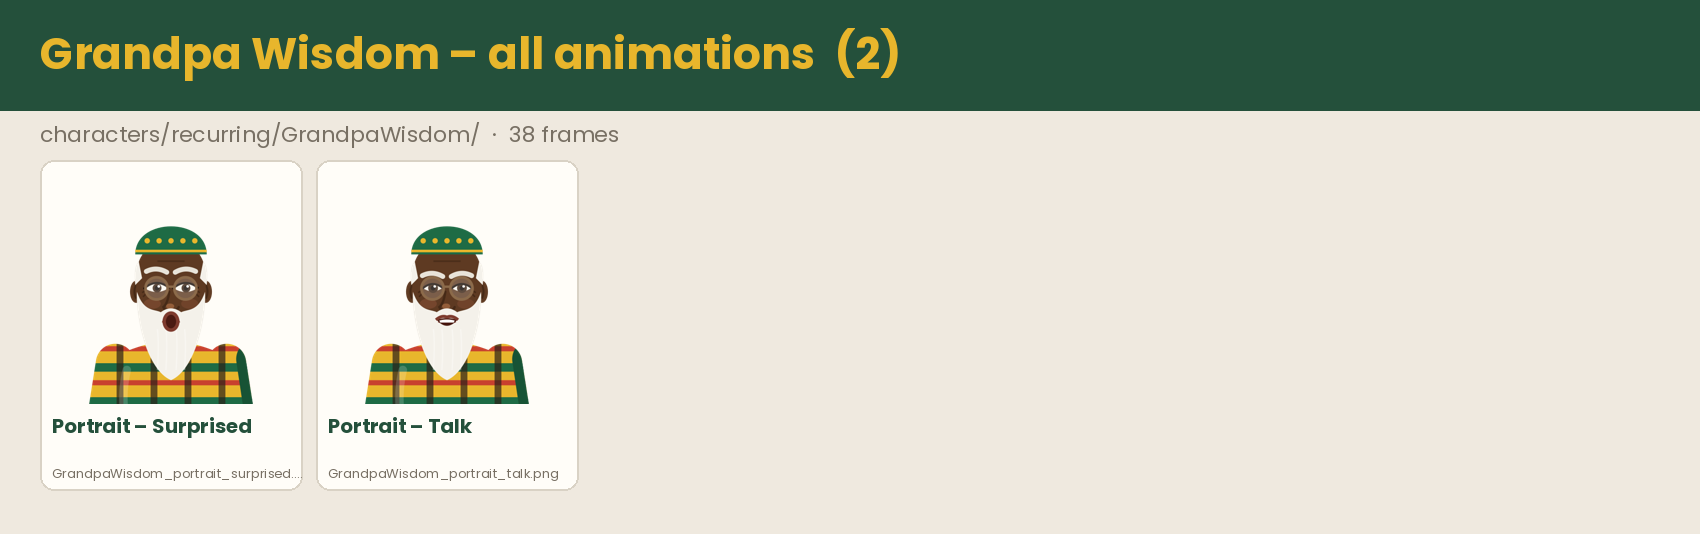 Grandpa Wisdom – all animations (2)
characters/recurring/GrandpaWisdom/ · 38 frames
Portrait – Surprised
GrandpaWisdom_portrait_surprised...
Portrait – Talk
GrandpaWisdom_portrait_talk.png